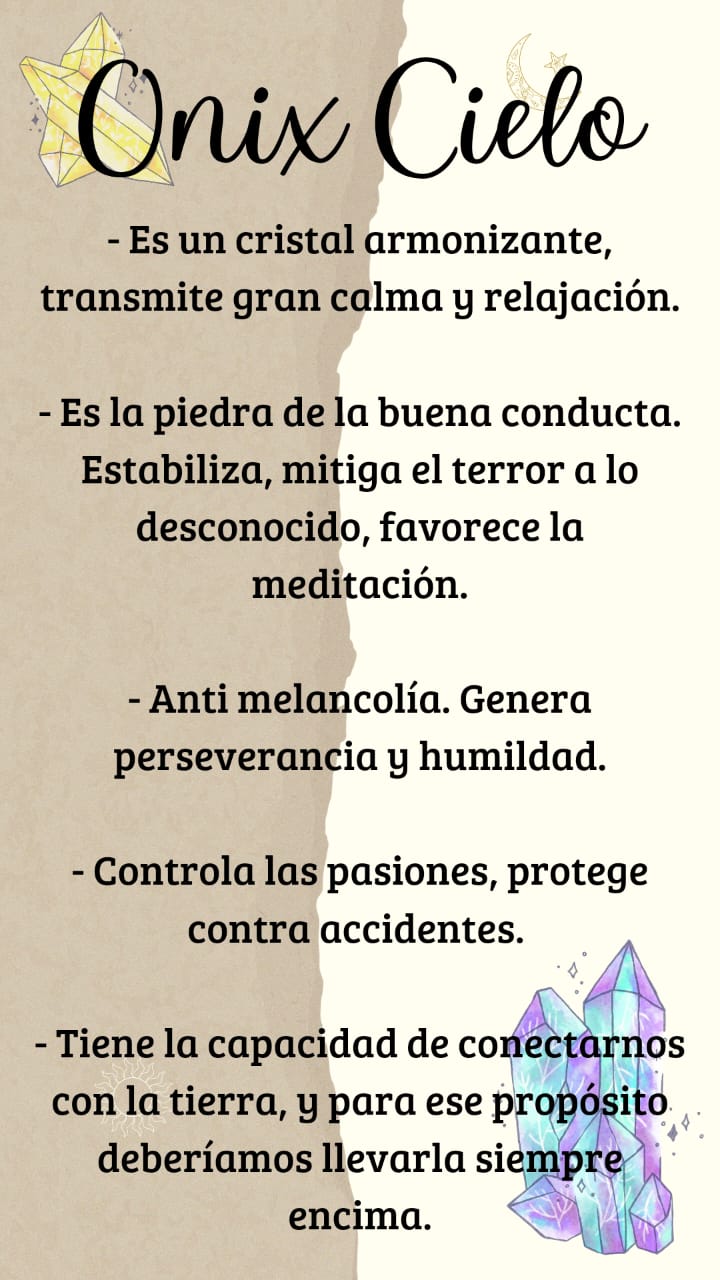 Onix Cielo
- Es un cristal armonizante,
transmite gran calma y relajación.
- Es la piedra de la buena conducta.
Estabiliza, mitiga el terror a lo
desconocido, favorece la
meditación.
- Anti melancolía. Genera
perseverancia y humildad.
- Controla las pasiones, protege
contra accidentes.
- Tiene la capacidad de conectarnos
con la tierra, y para ese propósito
deberíamos llevarla siempre
encima.